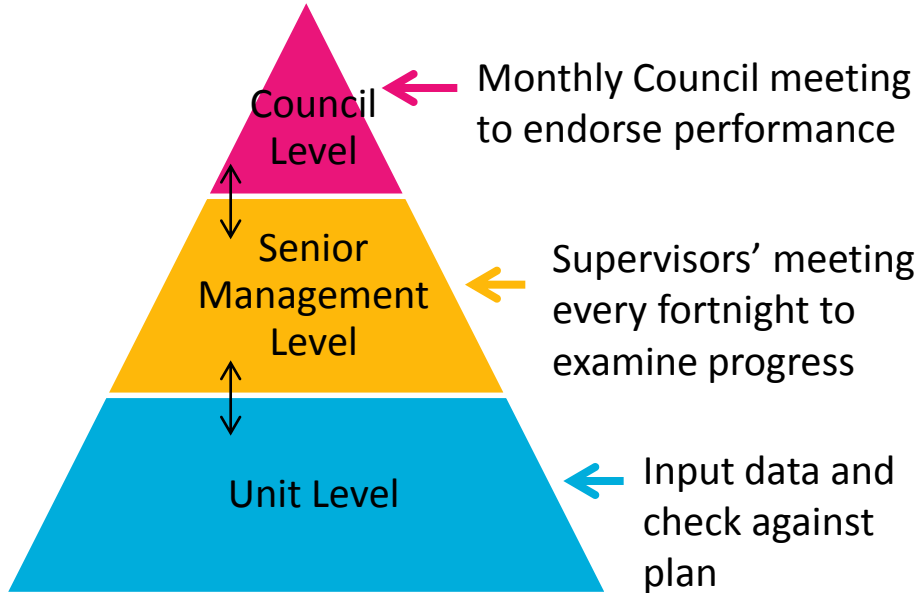 Council
Level
Monthly Council meeting
to endorse performance
Senior
Management
Level
Supervisors’ meeting
every fortnight to
examine progress
Unit Level
Input data and
check against
plan